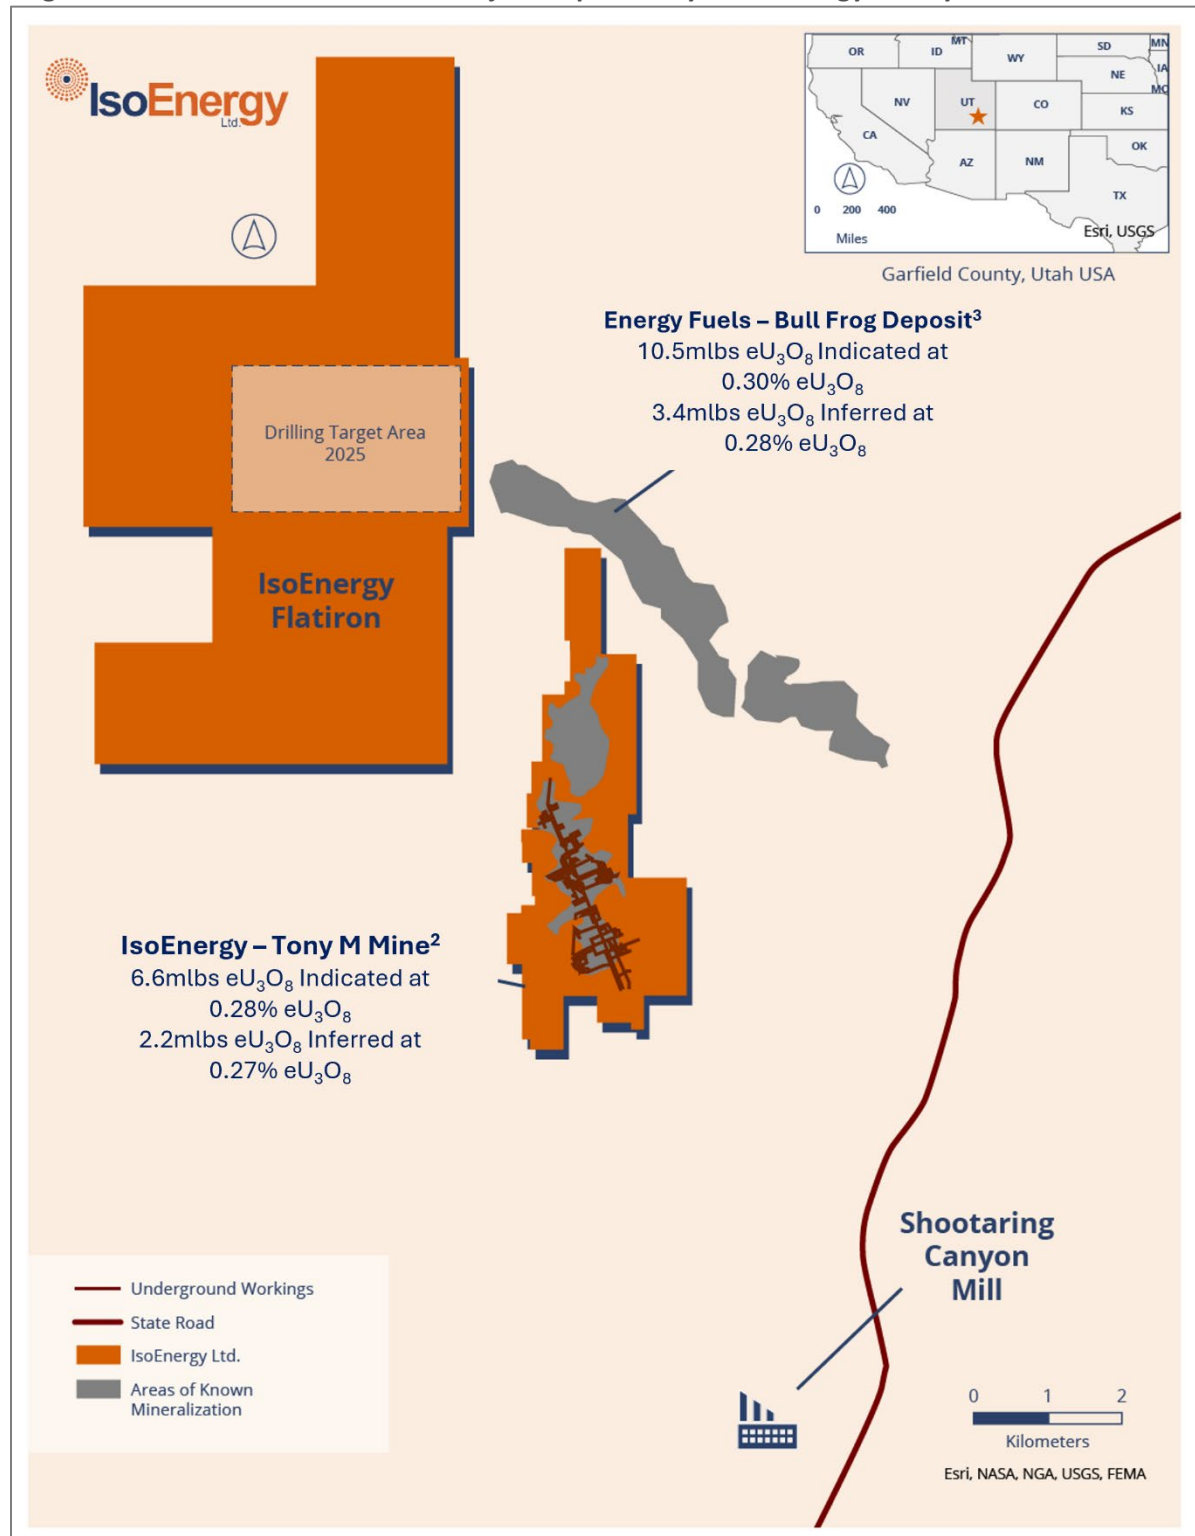 IsoEnergy
Ltd.
OR
ID
MT
WY
SD
MN
IA
NE
MO
NV
UT
CO
KS
CA
AZ
NM
OK
TX
0 200 400
Miles
Esri, USGS
Garfield County, Utah USA
Energy Fuels – Bull Frog Deposit³
10.5mlbs eU₃O₈ Indicated at
0.30% eU₃O₈
3.4mlbs eU₃O₈ Inferred at
0.28% eU₃O₈
Drilling Target Area
2025
IsoEnergy
Flatiron
IsoEnergy – Tony M Mine²
6.6mlbs eU₃O₈ Indicated at
0.28% eU₃O₈
2.2mlbs eU₃O₈ Inferred at
0.27% eU₃O₈
Shootaring
Canyon
Mill
Underground Workings
State Road
IsoEnergy Ltd.
Areas of Known
Mineralization
0 1 2
Kilometers
Esri, NASA, NGA, USGS, FEMA